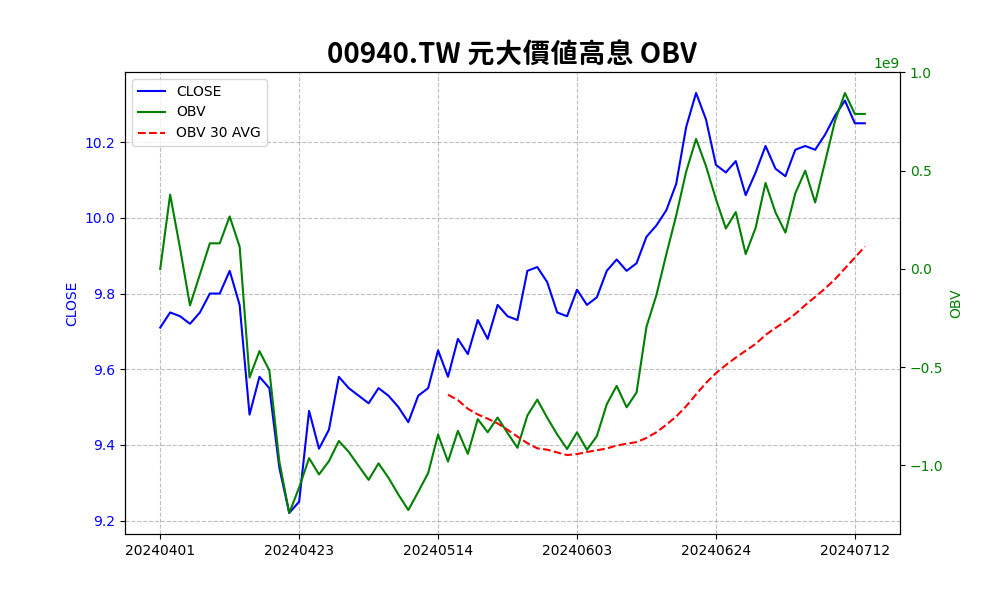 00940.TW 元大價值高息 OBV
1e9
CLOSE
OBV
OBV 30 AVG
CLOSE
10.2
10.0
9.8
9.6
9.4
9.2
OBV
1.0
0.5
0.0
−0.5
−1.0
20240401 20240423 20240514 20240603 20240624 20240712